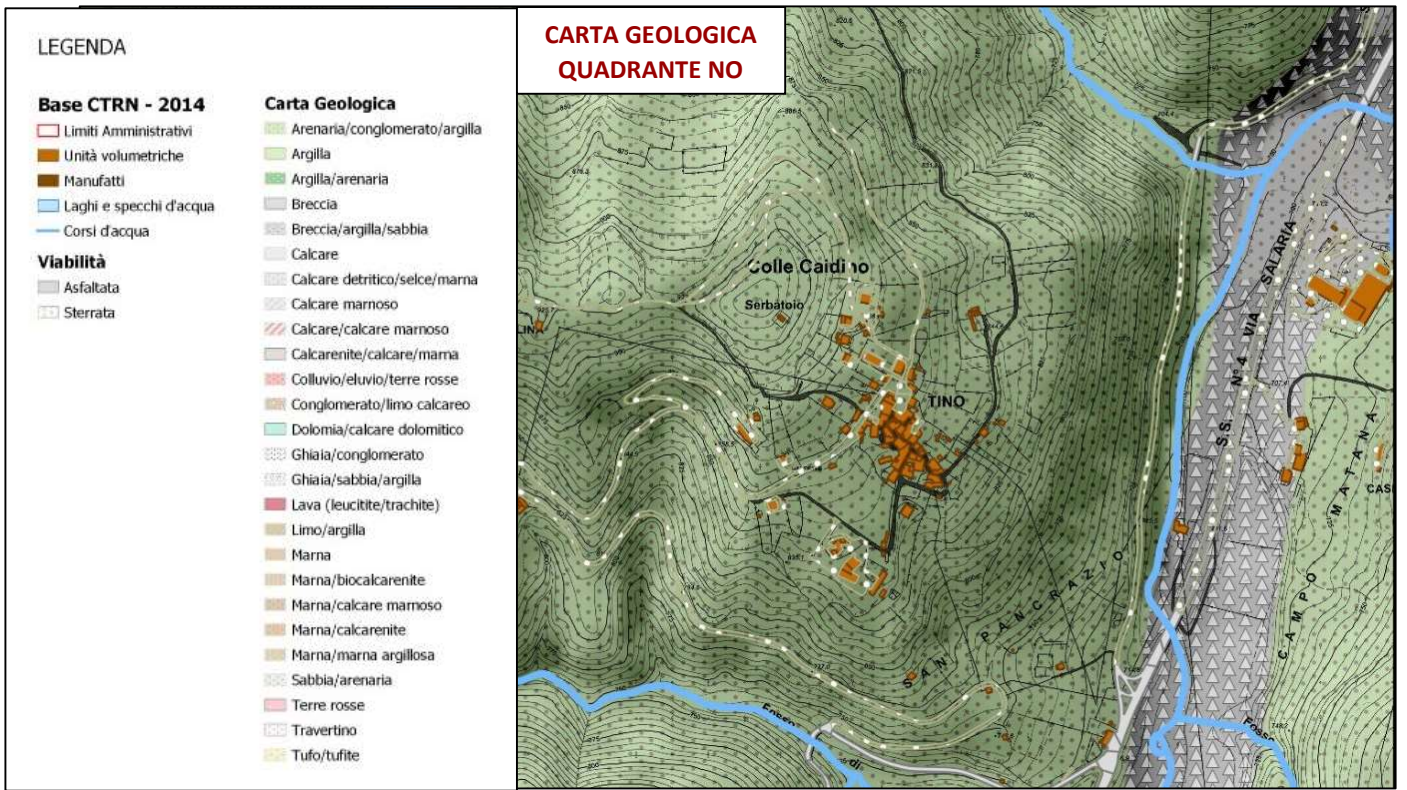 LEGENDA
Base CTRN - 2014
Limiti Amministrativi
Unità volumetriche
Manufatti
Laghi e specchi d'acqua
Corsi d'acqua
Viabilità
Asfaltata
Sterrata
Carta Geologica
Arenaria/conglomerato/argilla
Argilla
Argilla/arenaria
Breccia
Breccia/argilla/sabbia
Calcare
Calcare detritico/selce/marna
Calcare marnoso
Calcare/calcare marnoso
Calcarenite/calcare/marna
Colluvio/eluvio/terre rosse
Conglomerato/limo calcareo
Dolomia/calcare dolomitico
Ghiaia/conglomerato
Ghiaia/sabbia/argilla
Lava (leucitite/trachite)
Limo/argilla
Marna
Marna/biocalcarenite
Marna/calcare marnoso
Marna/calcarenite
Marna/marna argillosa
Sabbia/arenaria
Terre rosse
Travertino
Tufo/tufite
CARTA GEOLOGICA
QUADRANTE NO
Colle Caidino
Serbatoio
LINA
TINO
S.S. N° 4 VIA SALARIA
SAN PANCRAZIO
CAMPO MATANA
CAS
Fosso di
Fosso